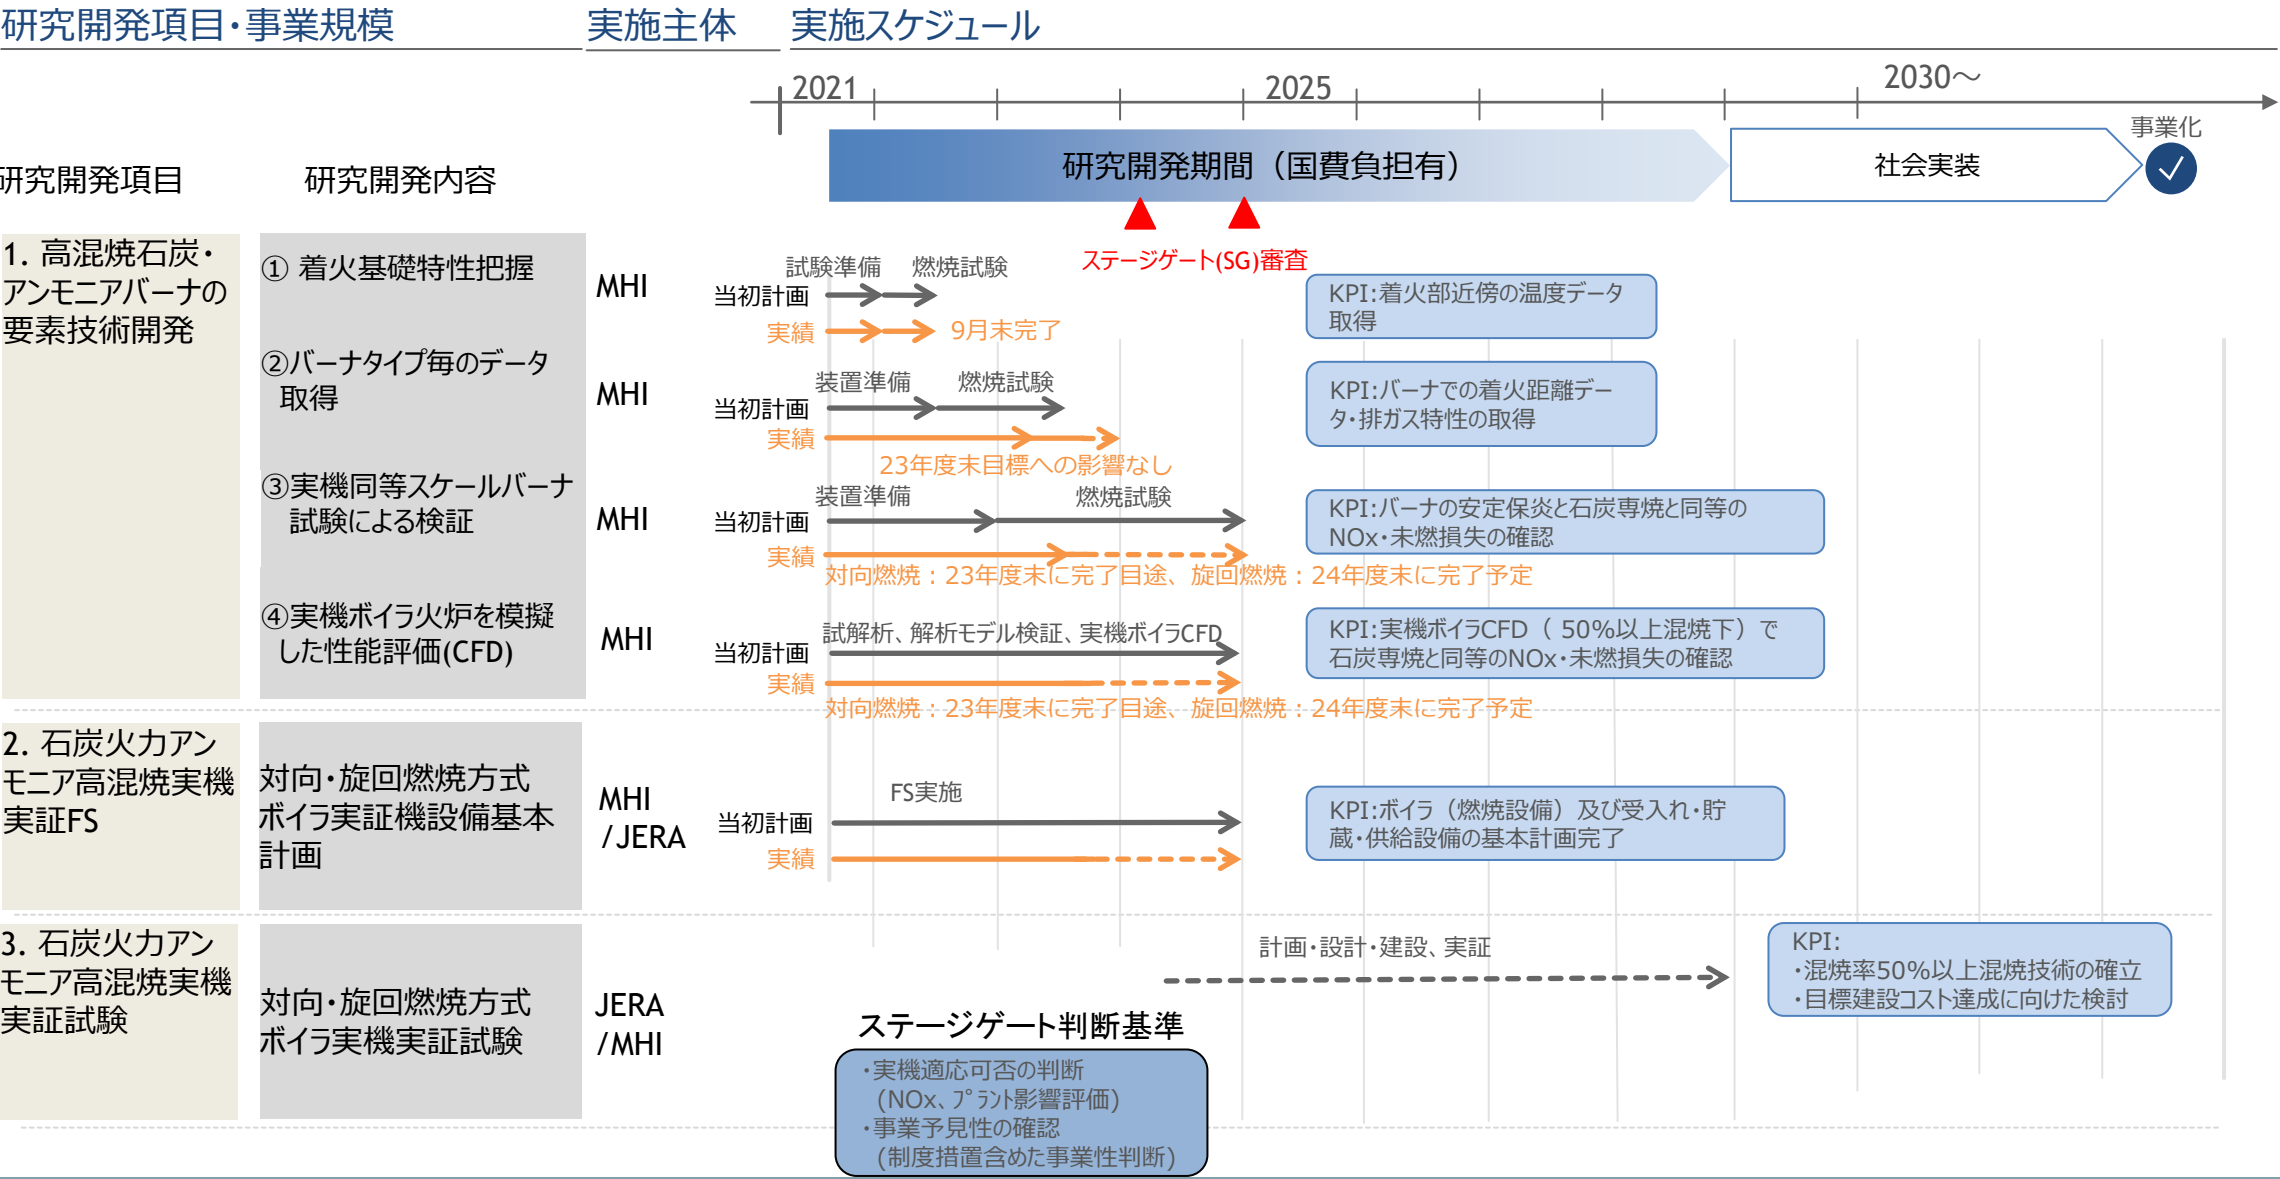 研究開発項目・事業規模
実施主体
実施スケジュール
2021
2025
2030～
研究開発期間（国費負担有）
社会実装
事業化
研究開発項目
研究開発内容
ステージゲート(SG)審査
1. 高混焼石炭・
アンモニアバーナの
要素技術開発
① 着火基礎特性把握
MHI
試験準備
燃焼試験
当初計画
実績
9月末完了
KPI:着火部近傍の温度データ
取得
②バーナタイプ毎のデータ
取得
MHI
装置準備
燃焼試験
当初計画
実績
23年度末目標への影響なし
KPI:バーナでの着火距離デー
タ・排ガス特性の取得
③実機同等スケールバーナ
試験による検証
MHI
装置準備
燃焼試験
当初計画
実績
対向燃焼：23年度末に完了目途、旋回燃焼：24年度末に完了予定
KPI:バーナの安定保炎と石炭専焼と同等の
NOx・未燃損失の確認
④実機ボイラ火炉を模擬
した性能評価(CFD)
MHI
試解析、解析モデル検証、実機ボイラCFD
当初計画
実績
対向燃焼：23年度末に完了目途、旋回燃焼：24年度末に完了予定
KPI:実機ボイラCFD（ 50%以上混焼下）で
石炭専焼と同等のNOx・未燃損失の確認
2. 石炭火力アン
モニア高混焼実機
実証FS
対向・旋回燃焼方式
ボイラ実証機設備基本
計画
MHI
/JERA
FS実施
当初計画
実績
KPI:ボイラ（燃焼設備）及び受入れ・貯
蔵・供給設備の基本計画完了
3. 石炭火力アン
モニア高混焼実機
実証試験
対向・旋回燃焼方式
ボイラ実機実証試験
JERA
/MHI
計画・設計・建設、実証
KPI:
・混焼率50%以上混焼技術の確立
・目標建設コスト達成に向けた検討
ステージゲート判断基準
・実機適応可否の判断
(NOx、ﾌﾟﾗﾝﾄ影響評価)
・事業予見性の確認
(制度措置含めた事業性判断)